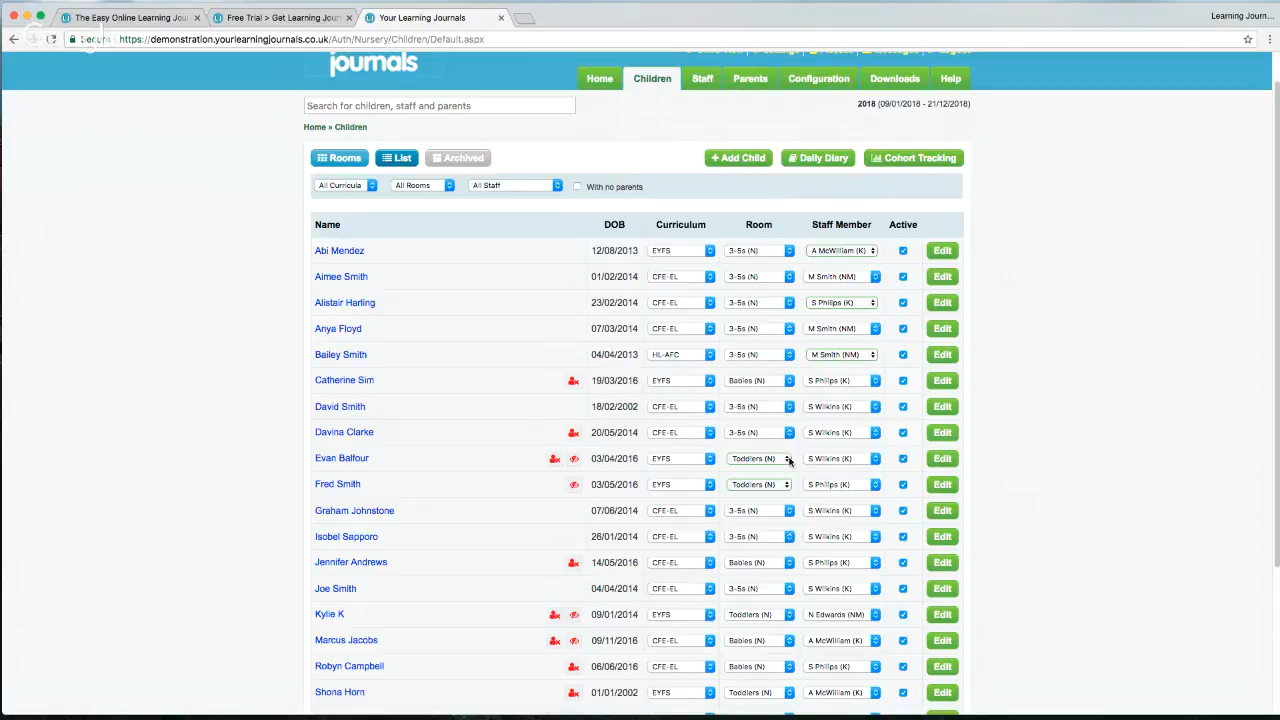 The Easy Online Learning Jou
Free Trial > Get Learning Jour
Your Learning Journals
Learning Journ...
Secure https://demonstration.yourlearningjournals.co.uk/Auth/Nursery/Children/Default.aspx
journals
Home Children Staff Parents Configuration Downloads Help
Search for children, staff and parents
2018 (09/01/2018 - 21/12/2018)
Home » Children
Rooms List Archived + Add Child Daily Diary Cohort Tracking
All Curricula All Rooms All Staff With no parents
Name DOB Curriculum Room Staff Member Active
Abi Mendez 12/08/2013 EYFS 3-5s (N) A McWilliam (K) Edit
Aimee Smith 01/02/2014 CFE-EL 3-5s (N) M Smith (NM) Edit
Alistair Harling 23/02/2014 CFE-EL 3-5s (N) S Philps (K) Edit
Anya Floyd 07/03/2014 CFE-EL 3-5s (N) M Smith (NM) Edit
Bailey Smith 04/04/2013 HL-AFC 3-5s (N) M Smith (NM) Edit
Catherine Sim 19/03/2016 EYFS Babies (N) S Philps (K) Edit
David Smith 18/02/2002 CFE-EL 3-5s (N) S Wilkins (K) Edit
Davina Clarke 20/05/2014 CFE-EL 3-5s (N) S Wilkins (K) Edit
Evan Balfour 03/04/2016 EYFS Toddlers (N) S Wilkins (K) Edit
Fred Smith 03/05/2016 EYFS Toddlers (N) S Philps (K) Edit
Graham Johnstone 07/06/2014 CFE-EL 3-5s (N) S Wilkins (K) Edit
Isobel Sapporo 26/01/2014 CFE-EL 3-5s (N) S Wilkins (K) Edit
Jennifer Andrews 14/05/2016 CFE-EL Babies (N) S Philps (K) Edit
Joe Smith 04/04/2014 CFE-EL 3-5s (N) S Wilkins (K) Edit
Kylie K 09/01/2014 EYFS Toddlers (N) N Edwards (NM) Edit
Marcus Jacobs 09/11/2016 CFE-EL Babies (N) A McWilliam (K) Edit
Robyn Campbell 06/06/2016 CFE-EL Babies (N) S Philps (K) Edit
Shona Horn 01/01/2002 EYFS Toddlers (N) A McWilliam (K) Edit